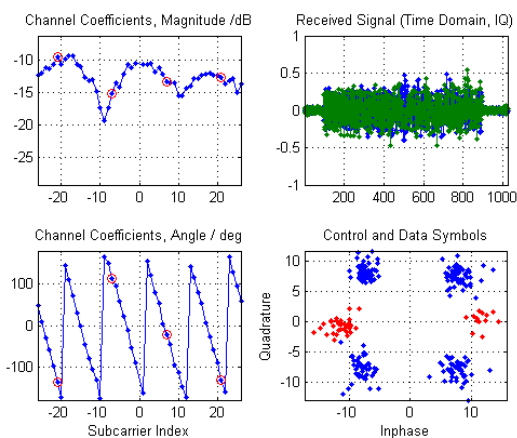 Channel Coefficients, Magnitude /dB
-10
-15
-20
-25
-20 -10 0 10 20
Received Signal (Time Domain, IQ)
1
0.5
0
-0.5
-1
200 400 600 800 1000
Channel Coefficients, Angle / deg
100
0
-100
-20 -10 0 10 20
Subcarrier Index
Control and Data Symbols
Quadrature
10
5
0
-5
-10
-10 0 10
Inphase